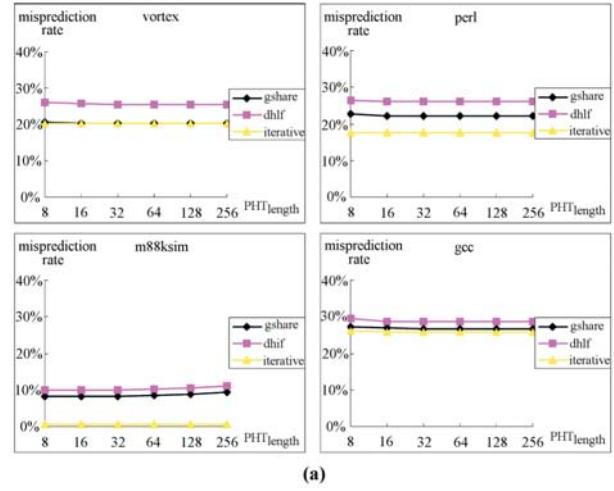 misprediction
rate
vortex
40%
30%
20%
10%
0%
8 16 32 64 128 256
PHTlength
gshare
dhlf
iterative
misprediction
rate
perl
40%
30%
20%
10%
0%
8 16 32 64 128 256
PHTlength
gshare
dhlf
iterative
misprediction
rate
m88ksim
40%
30%
20%
10%
0%
8 16 32 64 128 256
PHTlength
gshare
dhif
iterative
misprediction
rate
gcc
40%
30%
20%
10%
0%
8 16 32 64 128 256
PHTlength
gshare
dhlf
iterative
(a)